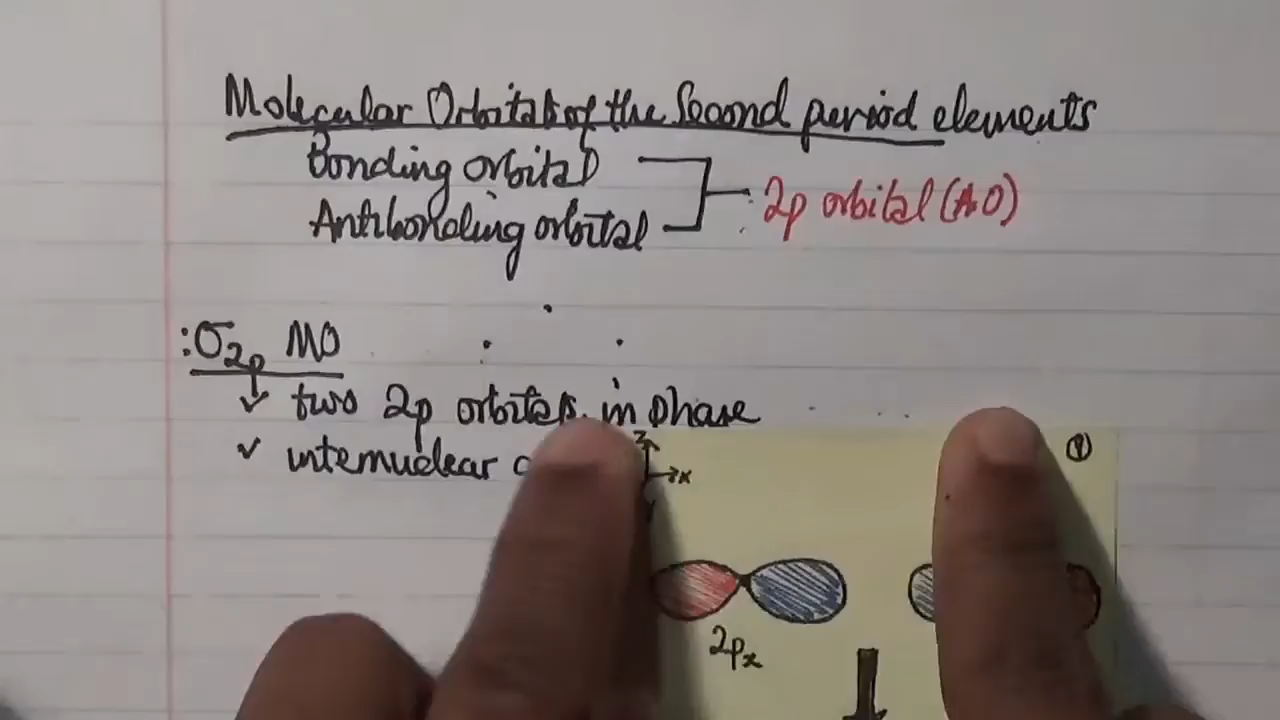 Molecular Orbitals of the Second period elements
Bonding orbital
Antibonding orbital
2p orbital (AO)
:σ2p MO
✓ two 2p orbitals in phase
✓ internuclear
z
x
1
2px